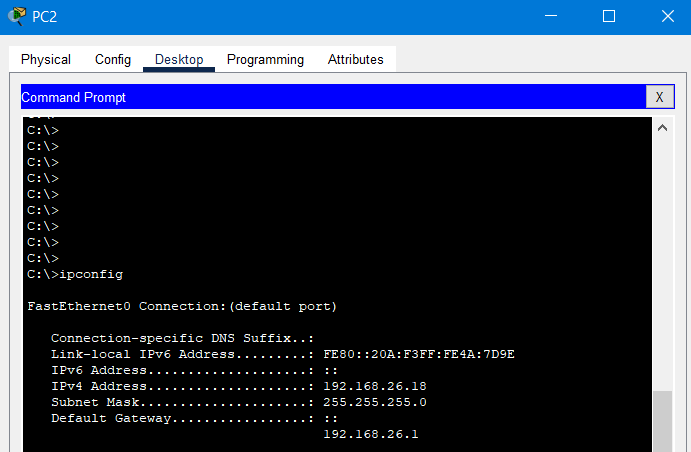 PC2
Physical Config Desktop Programming Attributes
Command Prompt X
C:\>
C:\>
C:\>
C:\>
C:\>
C:\>
C:\>
C:\>
C:\>
C:\>
C:\>ipconfig
FastEthernet0 Connection:(default port)
Connection-specific DNS Suffix..:
Link-local IPv6 Address.........: FE80::20A:F3FF:FE4A:7D9E
IPv6 Address....................: ::
IPv4 Address....................: 192.168.26.18
Subnet Mask.....................: 255.255.255.0
Default Gateway.................: ::
192.168.26.1